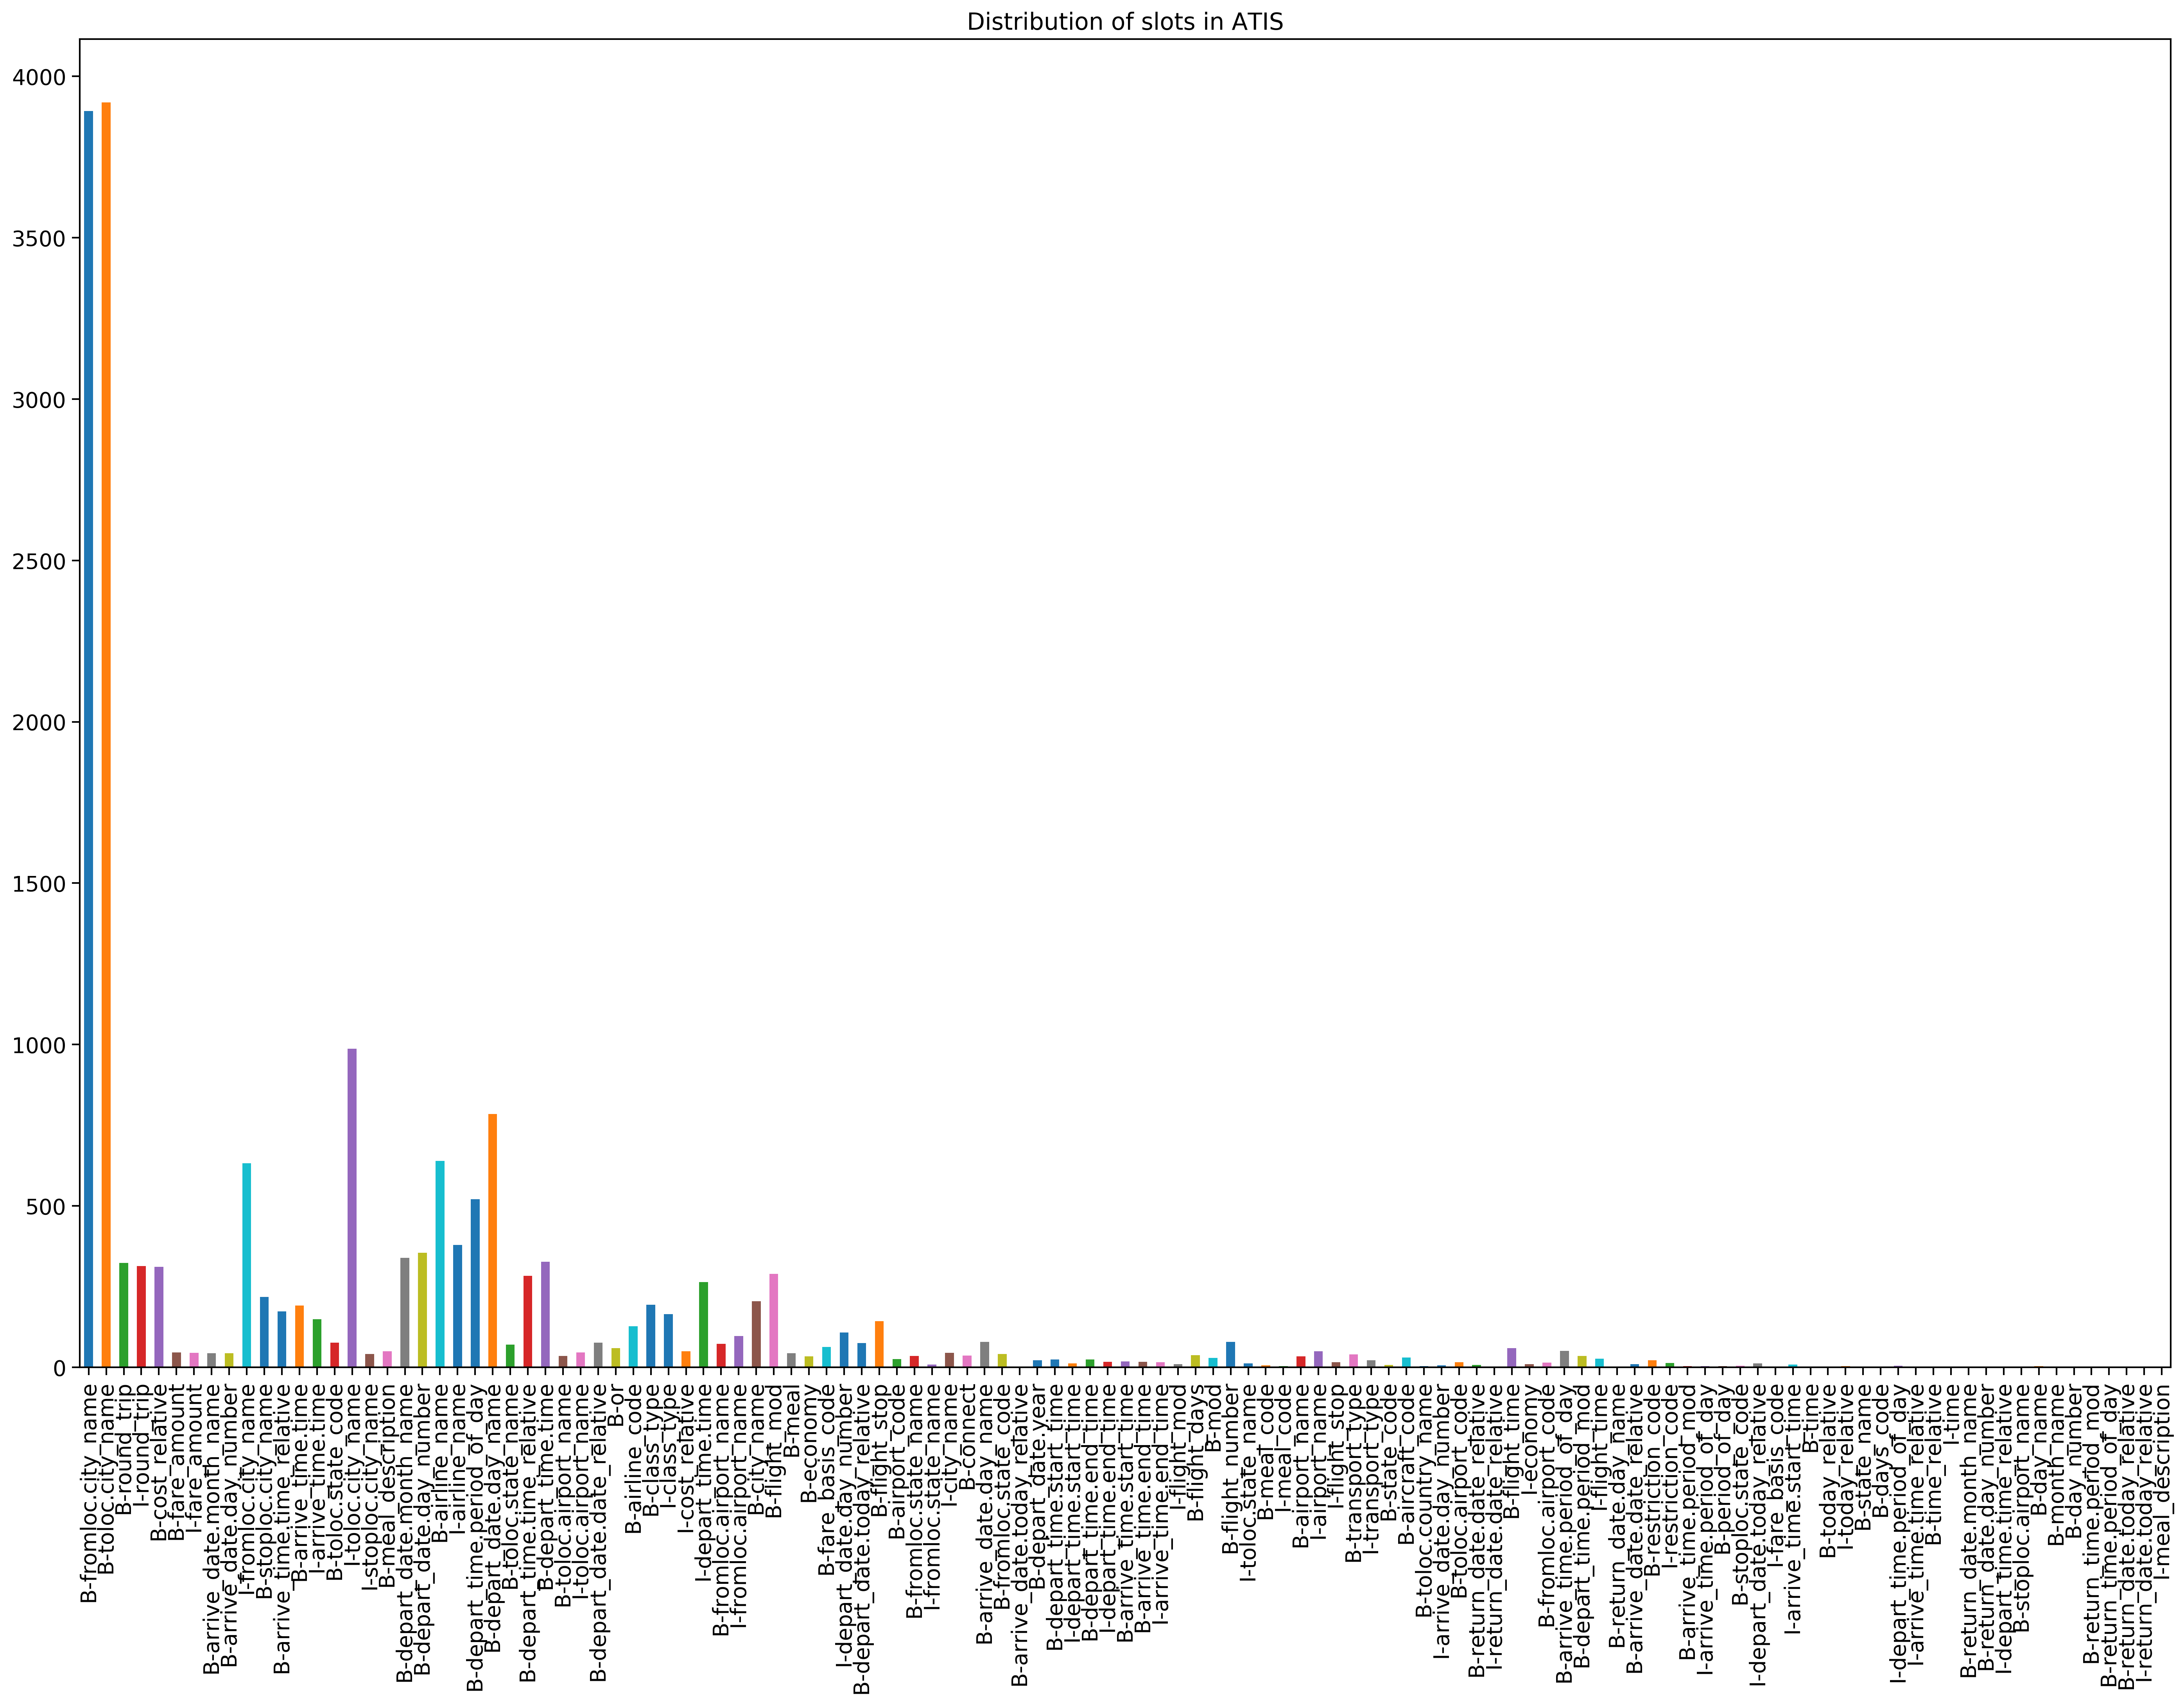 Distribution of slots in ATIS
4000
3500
3000
2500
2000
1500
1000
500
0
B-fromloc.city_name
B-toloc.city_name
B-round_trip
I-round_trip
B-cost_relative
B-fare_amount
I-fare_amount
B-arrive_date.month_name
B-arrive_date.day_number
I-fromloc.city_name
B-stoploc.city_name
B-arrive_time.time_relative
B-arrive_time.time
I-arrive_time.time
B-toloc.state_code
I-toloc.city_name
I-stoploc.city_name
B-meal_description
B-depart_date.month_name
B-depart_date.day_number
B-airline_name
I-airline_name
B-depart_time.period_of_day
B-depart_date.day_name
B-toloc.state_name
B-depart_time.time_relative
B-depart_time.time
B-toloc.airport_name
I-toloc.airport_name
B-depart_date.date_relative
B-or
B-airline_code
B-class_type
I-class_type
I-cost_relative
I-depart_time.time
B-fromloc.airport_name
I-fromloc.airport_name
B-city_name
B-flight_mod
B-meal
B-economy
B-fare_basis_code
I-depart_date.day_number
B-depart_date.today_relative
B-flight_stop
B-airport_code
B-fromloc.state_name
I-fromloc.state_name
I-city_name
B-connect
B-arrive_date.day_name
B-fromloc.state_code
B-arrive_date.today_relative
B-depart_date.year
B-depart_time.start_time
I-depart_time.start_time
B-depart_time.end_time
I-depart_time.end_time
B-arrive_time.start_time
B-arrive_time.end_time
I-arrive_time.end_time
I-flight_mod
B-flight_days
B-mod
B-flight_number
I-toloc.state_name
B-meal_code
I-meal_code
B-airport_name
I-airport_name
I-flight_stop
B-transport_type
I-transport_type
B-state_code
B-aircraft_code
B-toloc.country_name
I-arrive_date.day_number
B-toloc.airport_code
B-return_date.date_relative
I-return_date.date_relative
B-flight_time
I-economy
B-fromloc.airport_code
B-arrive_time.period_of_day
B-depart_time.period_mod
I-flight_time
B-return_date.day_name
B-arrive_date.date_relative
B-restriction_code
I-restriction_code
B-arrive_time.period_mod
I-arrive_time.period_of_day
B-period_of_day
B-stoploc.state_code
I-depart_date.today_relative
I-fare_basis_code
I-arrive_time.start_time
B-time
B-today_relative
I-today_relative
B-state_name
B-days_code
I-depart_time.period_of_day
I-arrive_time.time_relative
B-time_relative
I-time
B-return_date.month_name
B-return_date.day_number
I-depart_time.time_relative
B-stoploc.airport_name
B-day_name
B-month_name
B-day_number
B-return_time.period_mod
B-return_time.period_of_day
B-return_date.today_relative
I-return_date.today_relative
I-meal_description